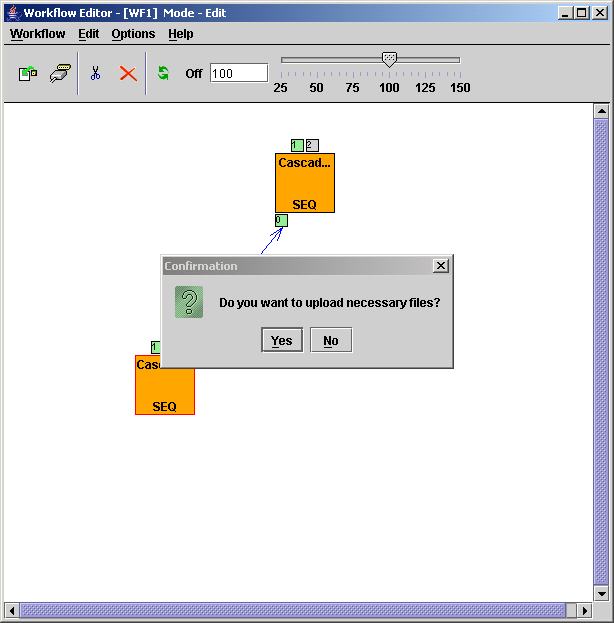 Workflow Editor - [WF1] Mode - Edit
Workflow Edit Options Help
Off 100
25 50 75 100 125 150
1 2
Cascad...
SEQ
0
Confirmation
Do you want to upload necessary files?
Yes No
1
SEQ